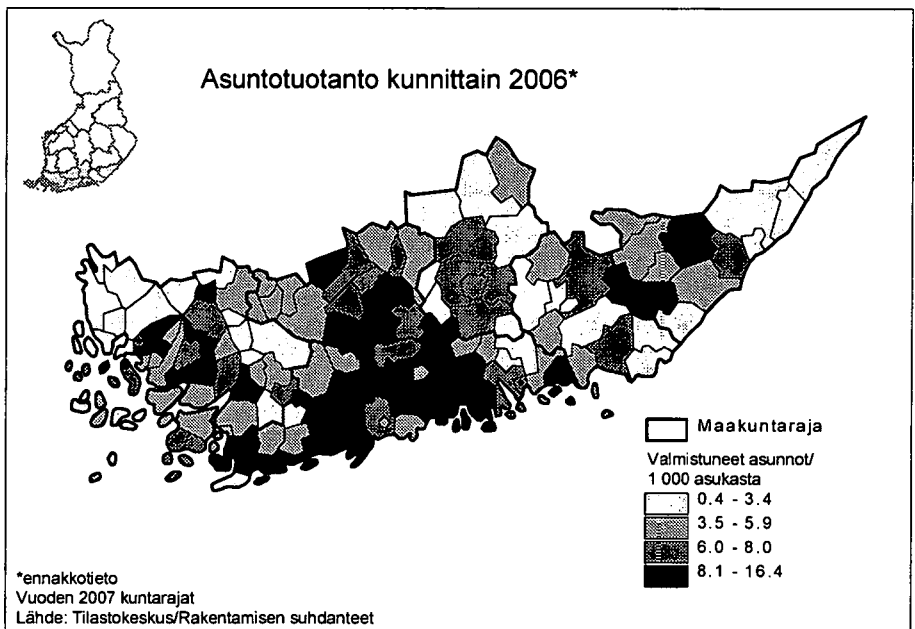 Asuntotuotanto kunnittain 2006*
Maakuntaraja
Valmistuneet asunnot/
1 000 asukasta
0.4 - 3.4
3.5 - 5.9
6.0 - 8.0
8.1 - 16.4
*ennakkotieto
Vuoden 2007 kuntarajat
Lähde: Tilastokeskus/Rakentamisen suhdanteet